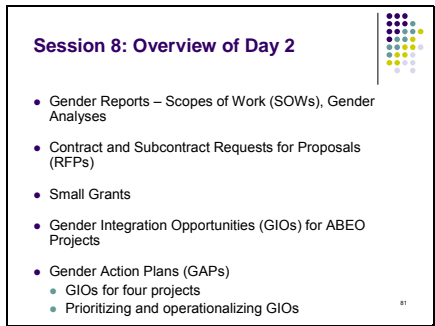 Session 8: Overview of Day 2
• Gender Reports – Scopes of Work (SOWs), Gender
Analyses
• Contract and Subcontract Requests for Proposals
(RFPs)
• Small Grants
• Gender Integration Opportunities (GIOs) for ABEO
Projects
• Gender Action Plans (GAPs)
• GIOs for four projects
• Prioritizing and operationalizing GIOs
81